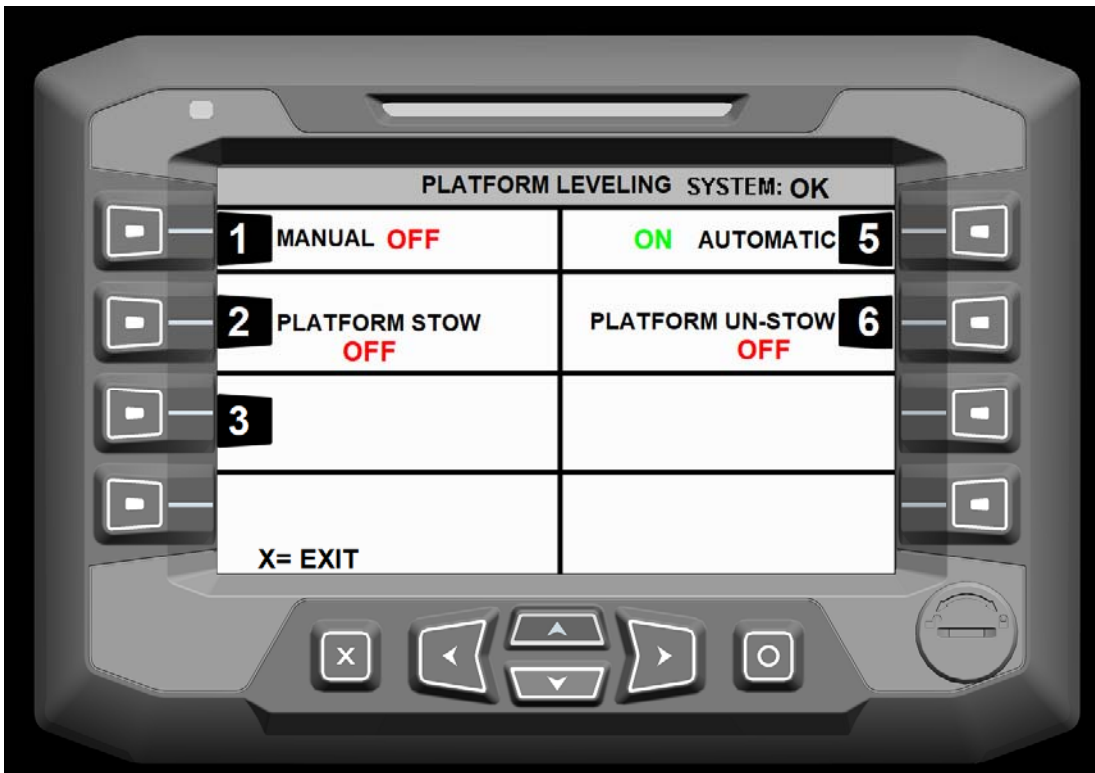 PLATFORM LEVELING SYSTEM: OK
1 MANUAL OFF
ON AUTOMATIC 5
2 PLATFORM STOW
OFF
PLATFORM UN-STOW 6
OFF
3
X= EXIT
X
O